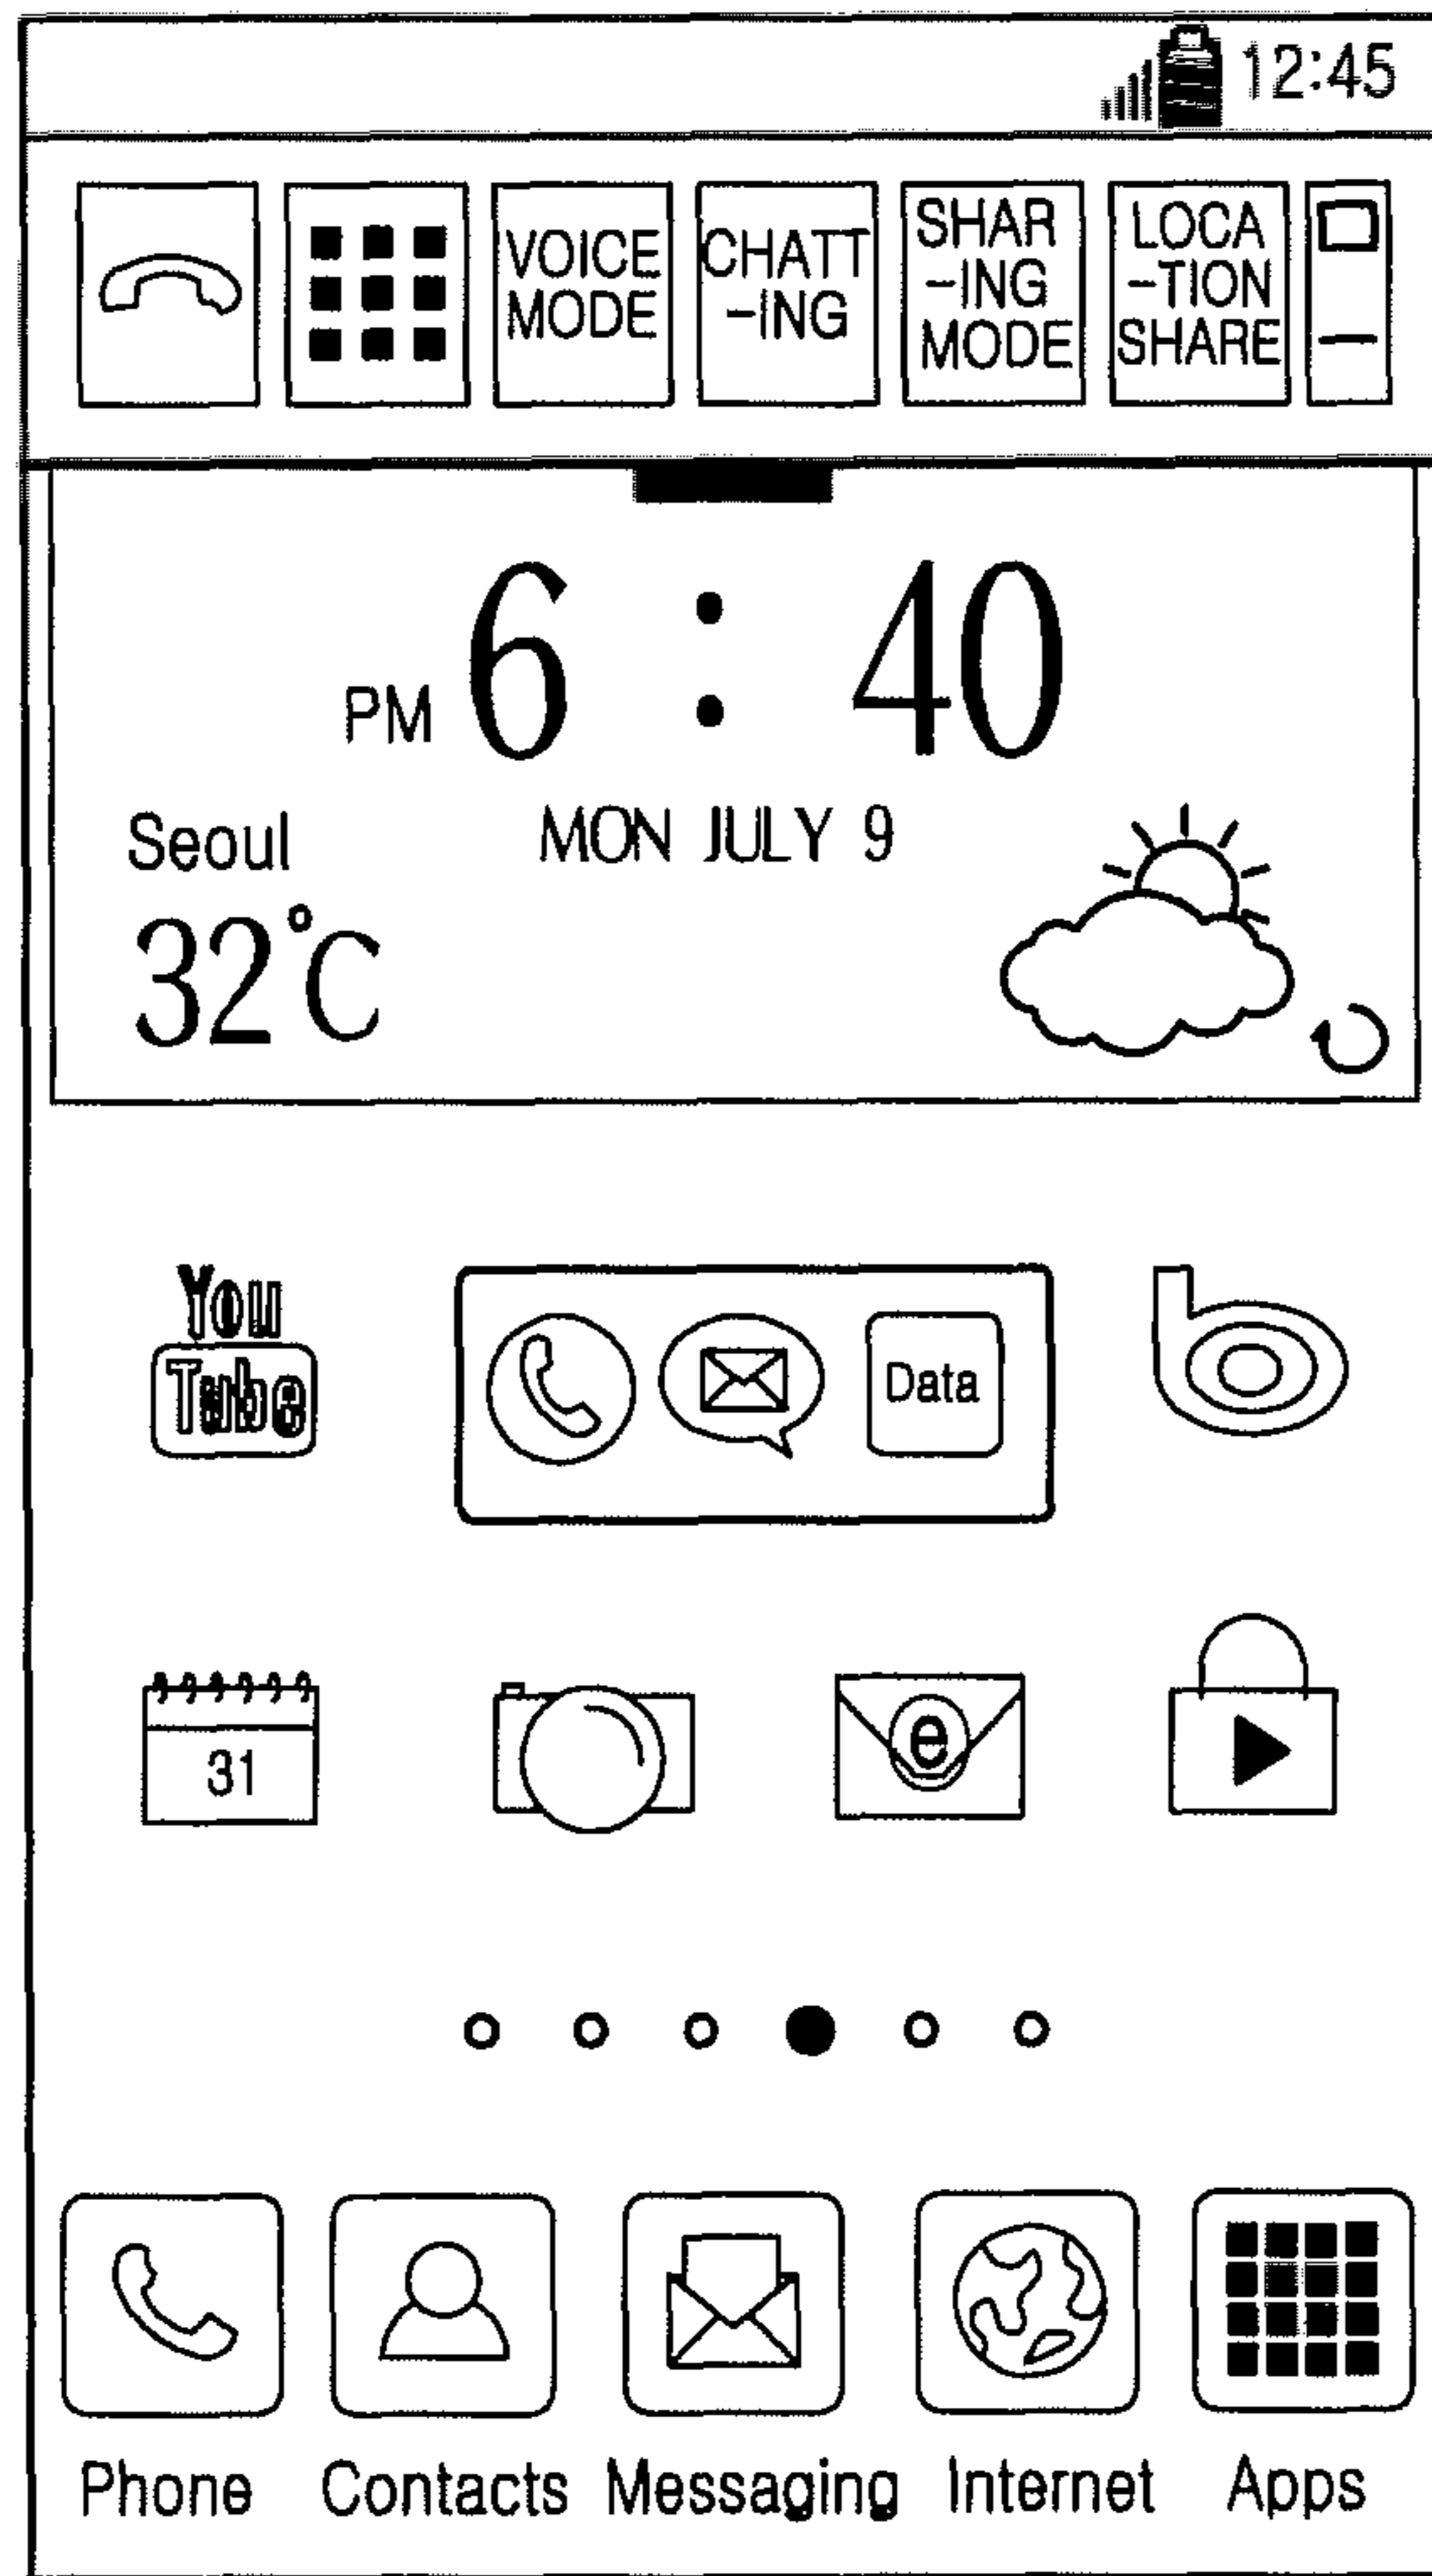 12:45
VOICE
MODE
CHATT
-ING
SHAR
-ING
MODE
LOCA
-TION
SHARE
PM 6 : 40
MON JULY 9
Seoul
32°C
You
Tube
Data
31
e
Phone Contacts Messaging Internet Apps